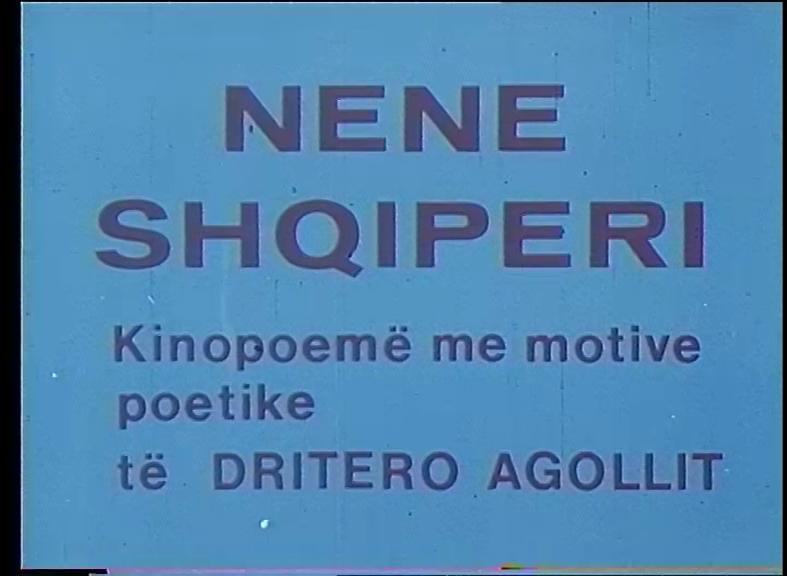 NENE
SHQIPERI
Kinopoemë me motive
poetike
të DRITERO AGOLLIT